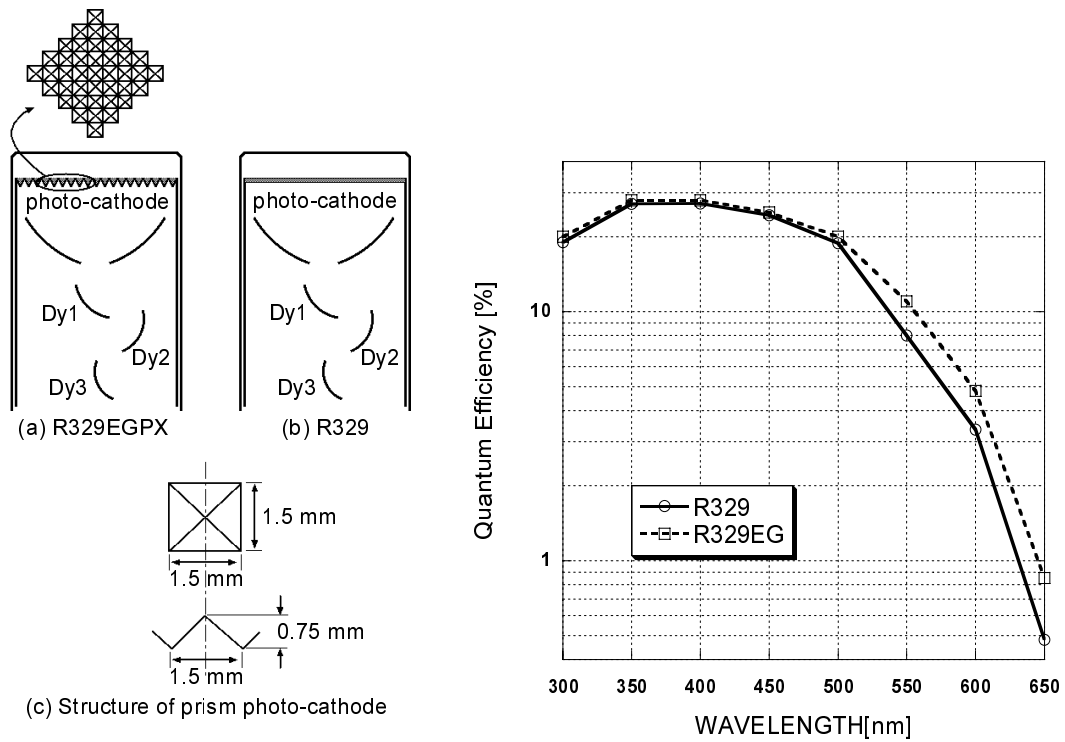 photo-cathode
Dy1
Dy2
Dy3
(a) R329EGPX
photo-cathode
Dy1
Dy2
Dy3
(b) R329
1.5 mm
1.5 mm
0.75 mm
1.5 mm
(c) Structure of prism photo-cathode
Quantum Efficiency [%]
10
1
R329
R329EG
300 350 400 450 500 550 600 650
WAVELENGTH[nm]